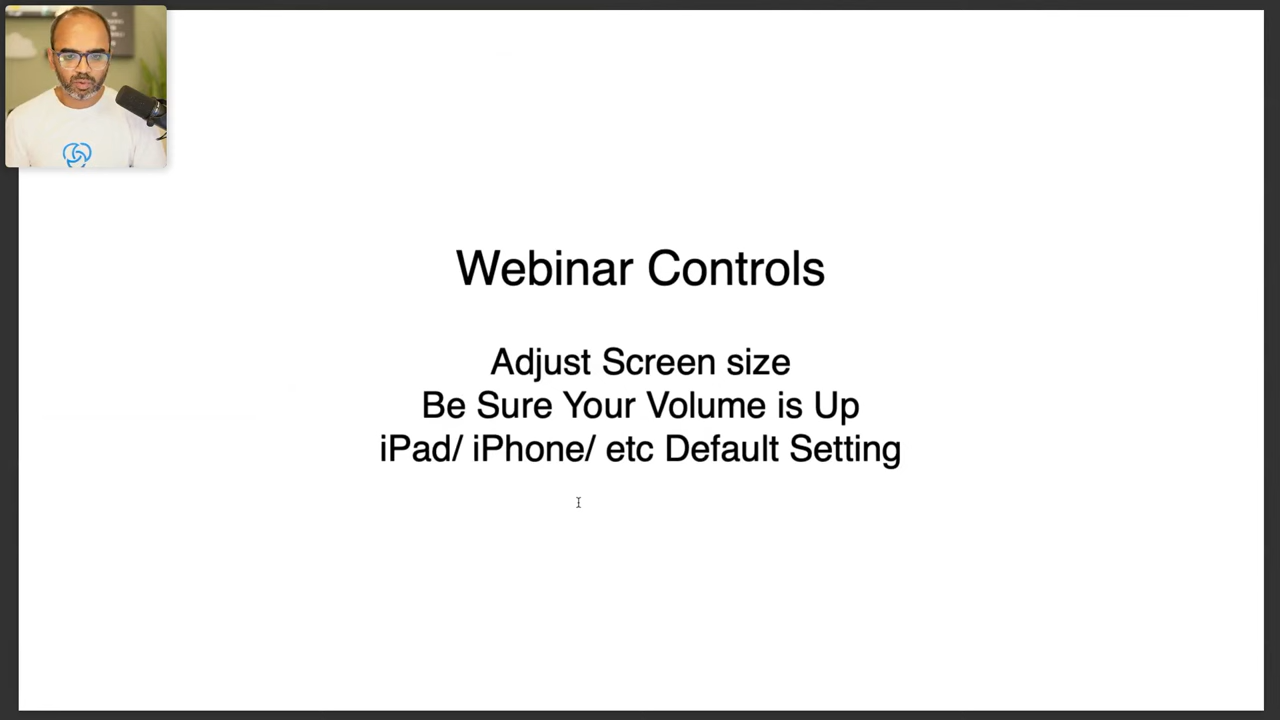 Webinar Controls
Adjust Screen size
Be Sure Your Volume is Up
iPad/ iPhone/ etc Default Setting